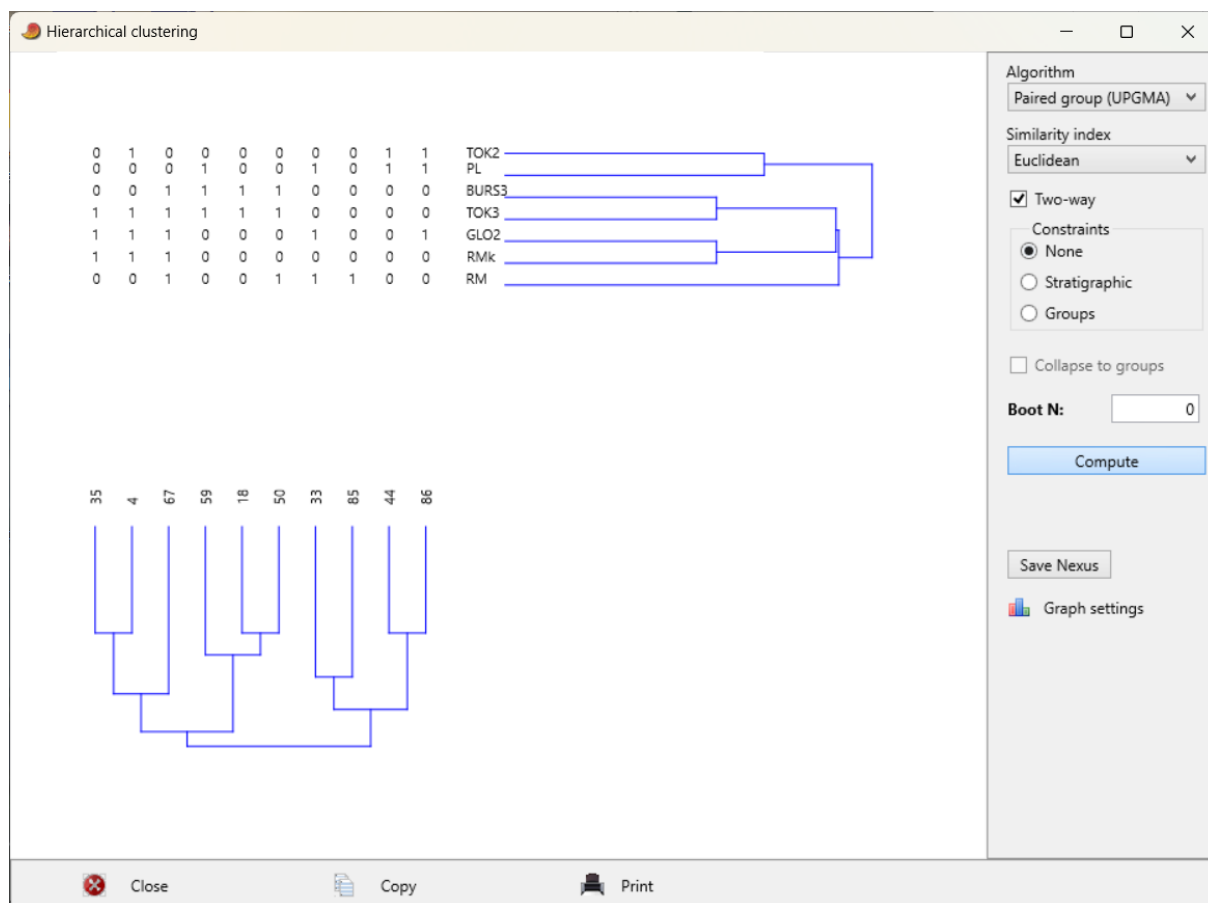 Hierarchical clustering
Algorithm
Paired group (UPGMA)
Similarity index
Euclidean
Two-way
Constraints
None
Stratigraphic
Groups
Collapse to groups
Boot N: 0
Compute
Save Nexus
Graph settings
0 1 0 0 0 0 0 0 1 1 TOK2
0 0 0 1 0 0 1 0 1 1 PL
0 0 1 1 1 1 0 0 0 0 BURS3
1 1 1 1 1 1 0 0 0 0 TOK3
1 1 1 0 0 0 1 0 0 1 GLO2
1 1 1 0 0 0 0 0 0 0 RMk
0 0 1 0 0 1 1 1 0 0 RM
35 4 67 59 18 50 33 85 44 86
Close Copy Print